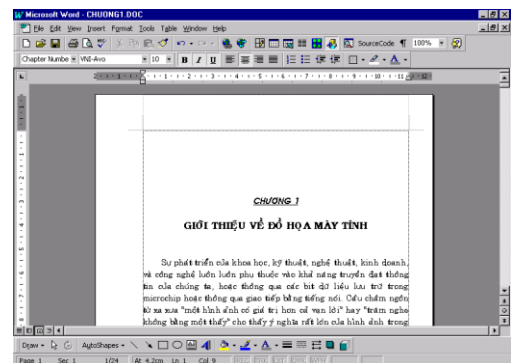 Microsoft Word - CHUONG1.DOC
File Edit View Insert Format Tools Table Window Help
SourceCode ¶ 100%
Chapter Numbe VNI-Avo 10 B I U
CHƯƠNG 1
GIỚI THIỆU VỀ ĐỒ HỌA MÁY TÍNH
Sự phát triển của khoa học, kỹ thuật, nghệ thuật, kinh doanh,
và công nghệ luôn luôn phụ thuộc vào khả năng truyền đạt thông
tin của chúng ta, hoặc thông qua các bit dữ liệu lưu trữ trong
microchip hoặc thông qua giao tiếp bằng tiếng nói. Câu châm ngôn
từ xa xưa "một hình ảnh có giá trị hơn cả vạn lời" hay "trăm nghe
không bằng một thấy" cho thấy ý nghĩa rất lớn của hình ảnh trong
Draw AutoShapes
Page 1 Sec 1 1/24 At 4.2cm Ln 1 Col 9